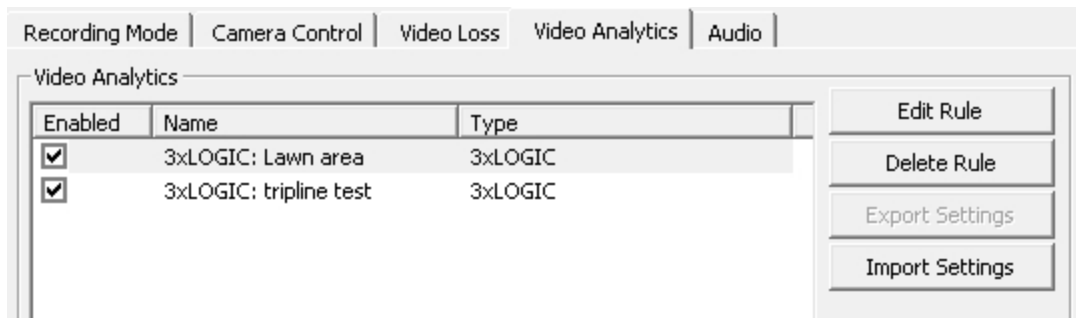 Recording Mode Camera Control Video Loss Video Analytics Audio
Video Analytics
Enabled Name Type
3xLOGIC: Lawn area 3xLOGIC
3xLOGIC: tripline test 3xLOGIC
Edit Rule
Delete Rule
Export Settings
Import Settings